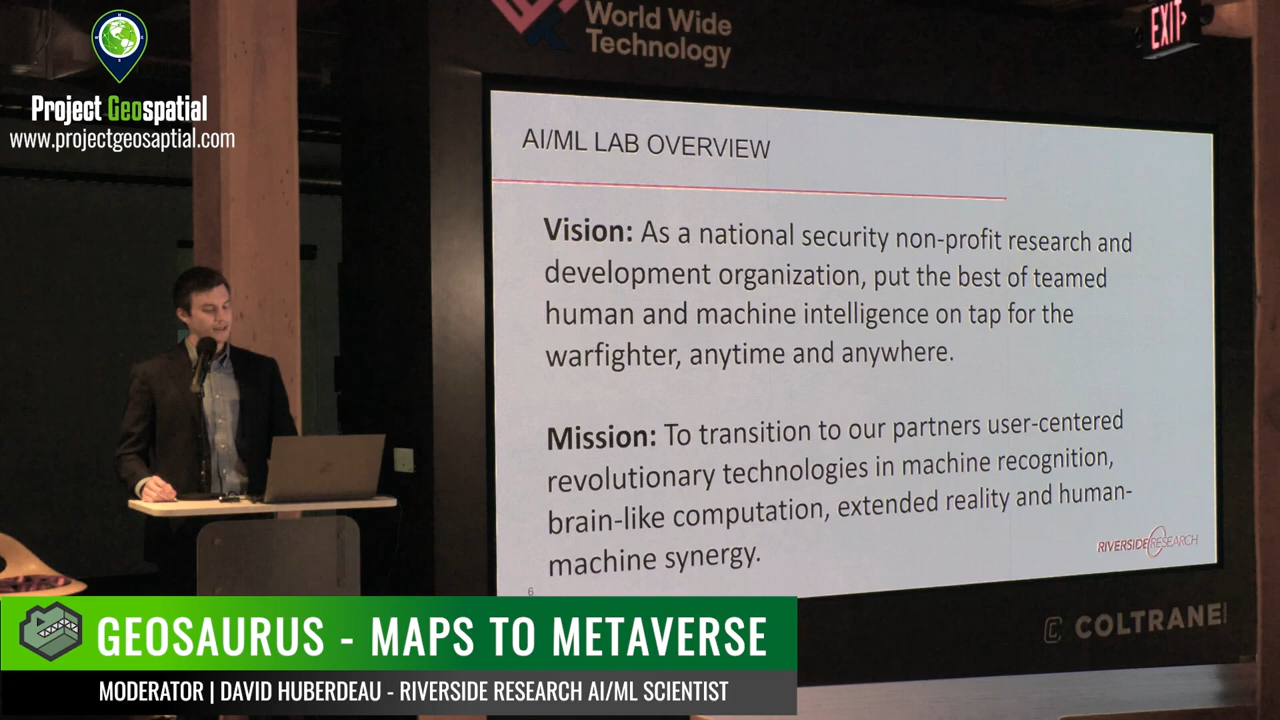 Project Geospatial
www.projectgeosaptial.com
World Wide
Technology
EXIT
AI/ML LAB OVERVIEW
Vision: As a national security non-profit research and
development organization, put the best of teamed
human and machine intelligence on tap for the
warfighter, anytime and anywhere.
Mission: To transition to our partners user-centered
revolutionary technologies in machine recognition,
brain-like computation, extended reality and human-
machine synergy.
RIVERSIDE RESEARCH
6
COLTRANE
GEOSAURUS - MAPS TO METAVERSE
MODERATOR | DAVID HUBERDEAU - RIVERSIDE RESEARCH AI/ML SCIENTIST